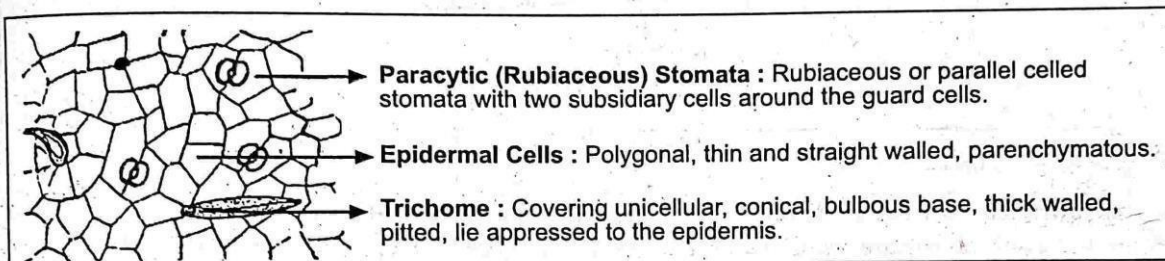 Paracytic (Rubiaceous) Stomata : Rubiaceous or parallel celled
stomata with two subsidiary cells around the guard cells.
Epidermal Cells : Polygonal, thin and straight walled, parenchymatous.
Trichome : Covering unicellular, conical, bulbous base, thick walled,
pitted, lie appressed to the epidermis.